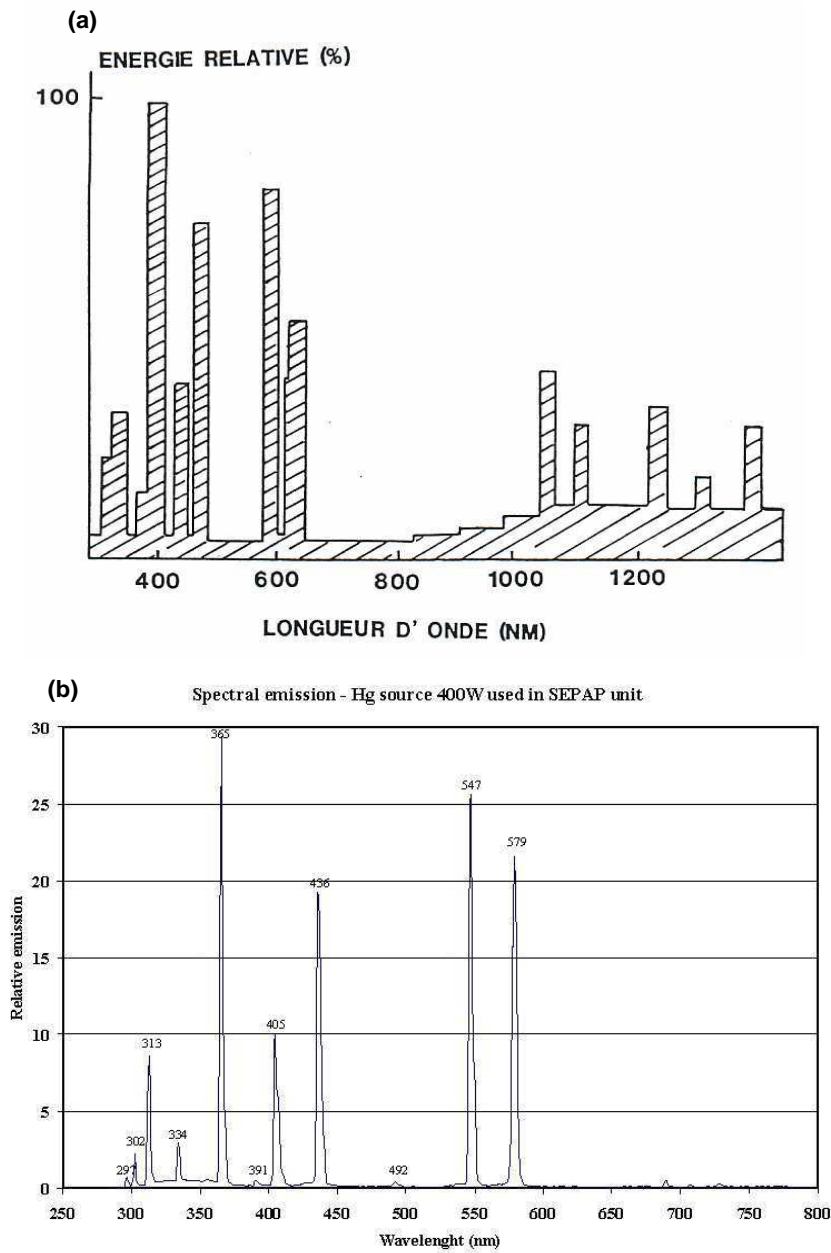 (a)
ENERGIE RELATIVE (%)
100
400 600 800 1000 1200
LONGUEUR D' ONDE (NM)
(b)
Spectral emission - Hg source 400W used in SEPAP unit
30
365
547
25
579
436
20
Relative emission
15
405
10
313
5
334
302
297
391
492
0
250 300 350 400 450 500 550 600 650 700 750 800
Wavelenght (nm)